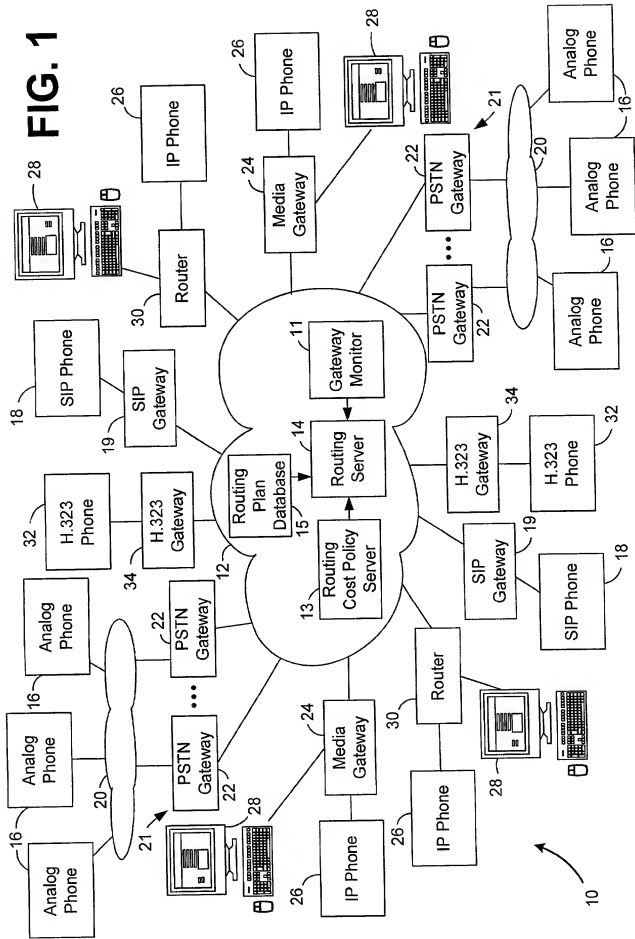 FIG. 1
28
26
IP Phone
30
Router
26
IP Phone
24
Media
Gateway
28
18
SIP Phone
19
SIP
Gateway
32
H.323
Phone
34
H.323
Gateway
16
Analog
Phone
Analog
Phone
16
Analog
Phone
20
21
PSTN
Gateway
22
•••
PSTN
Gateway
22
12
Routing
Plan
Database
15
11
Gateway
Monitor
14
Routing
Server
13
Routing
Cost Policy
Server
22
PSTN
Gateway
•••
PSTN
Gateway
22
21
20
16
Analog
Phone
Analog
Phone
16
Analog
Phone
28
24
Media
Gateway
26
IP Phone
30
Router
26
IP Phone
28
19
SIP
Gateway
18
SIP Phone
34
H.323
Gateway
32
H.323
Phone
10